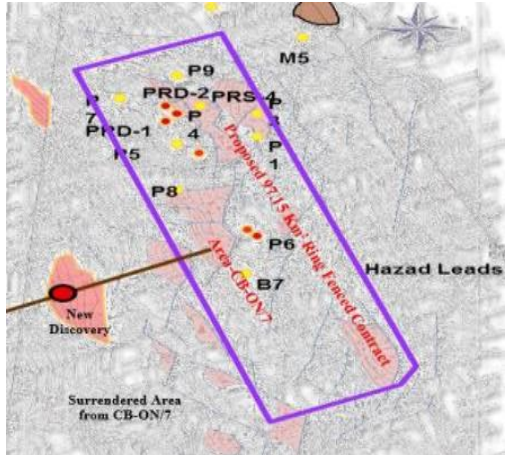 M5
P9
PRD-2
PRS-4
P
7
P
4
P
PRD-1
P
1
P5
P8
Proposed 97.15 Km² Ring Fenced Contract
Area-CB-ON/7
P6
Hazad Leads
B7
New
Discovery
Surrendered Area
from CB-ON/7